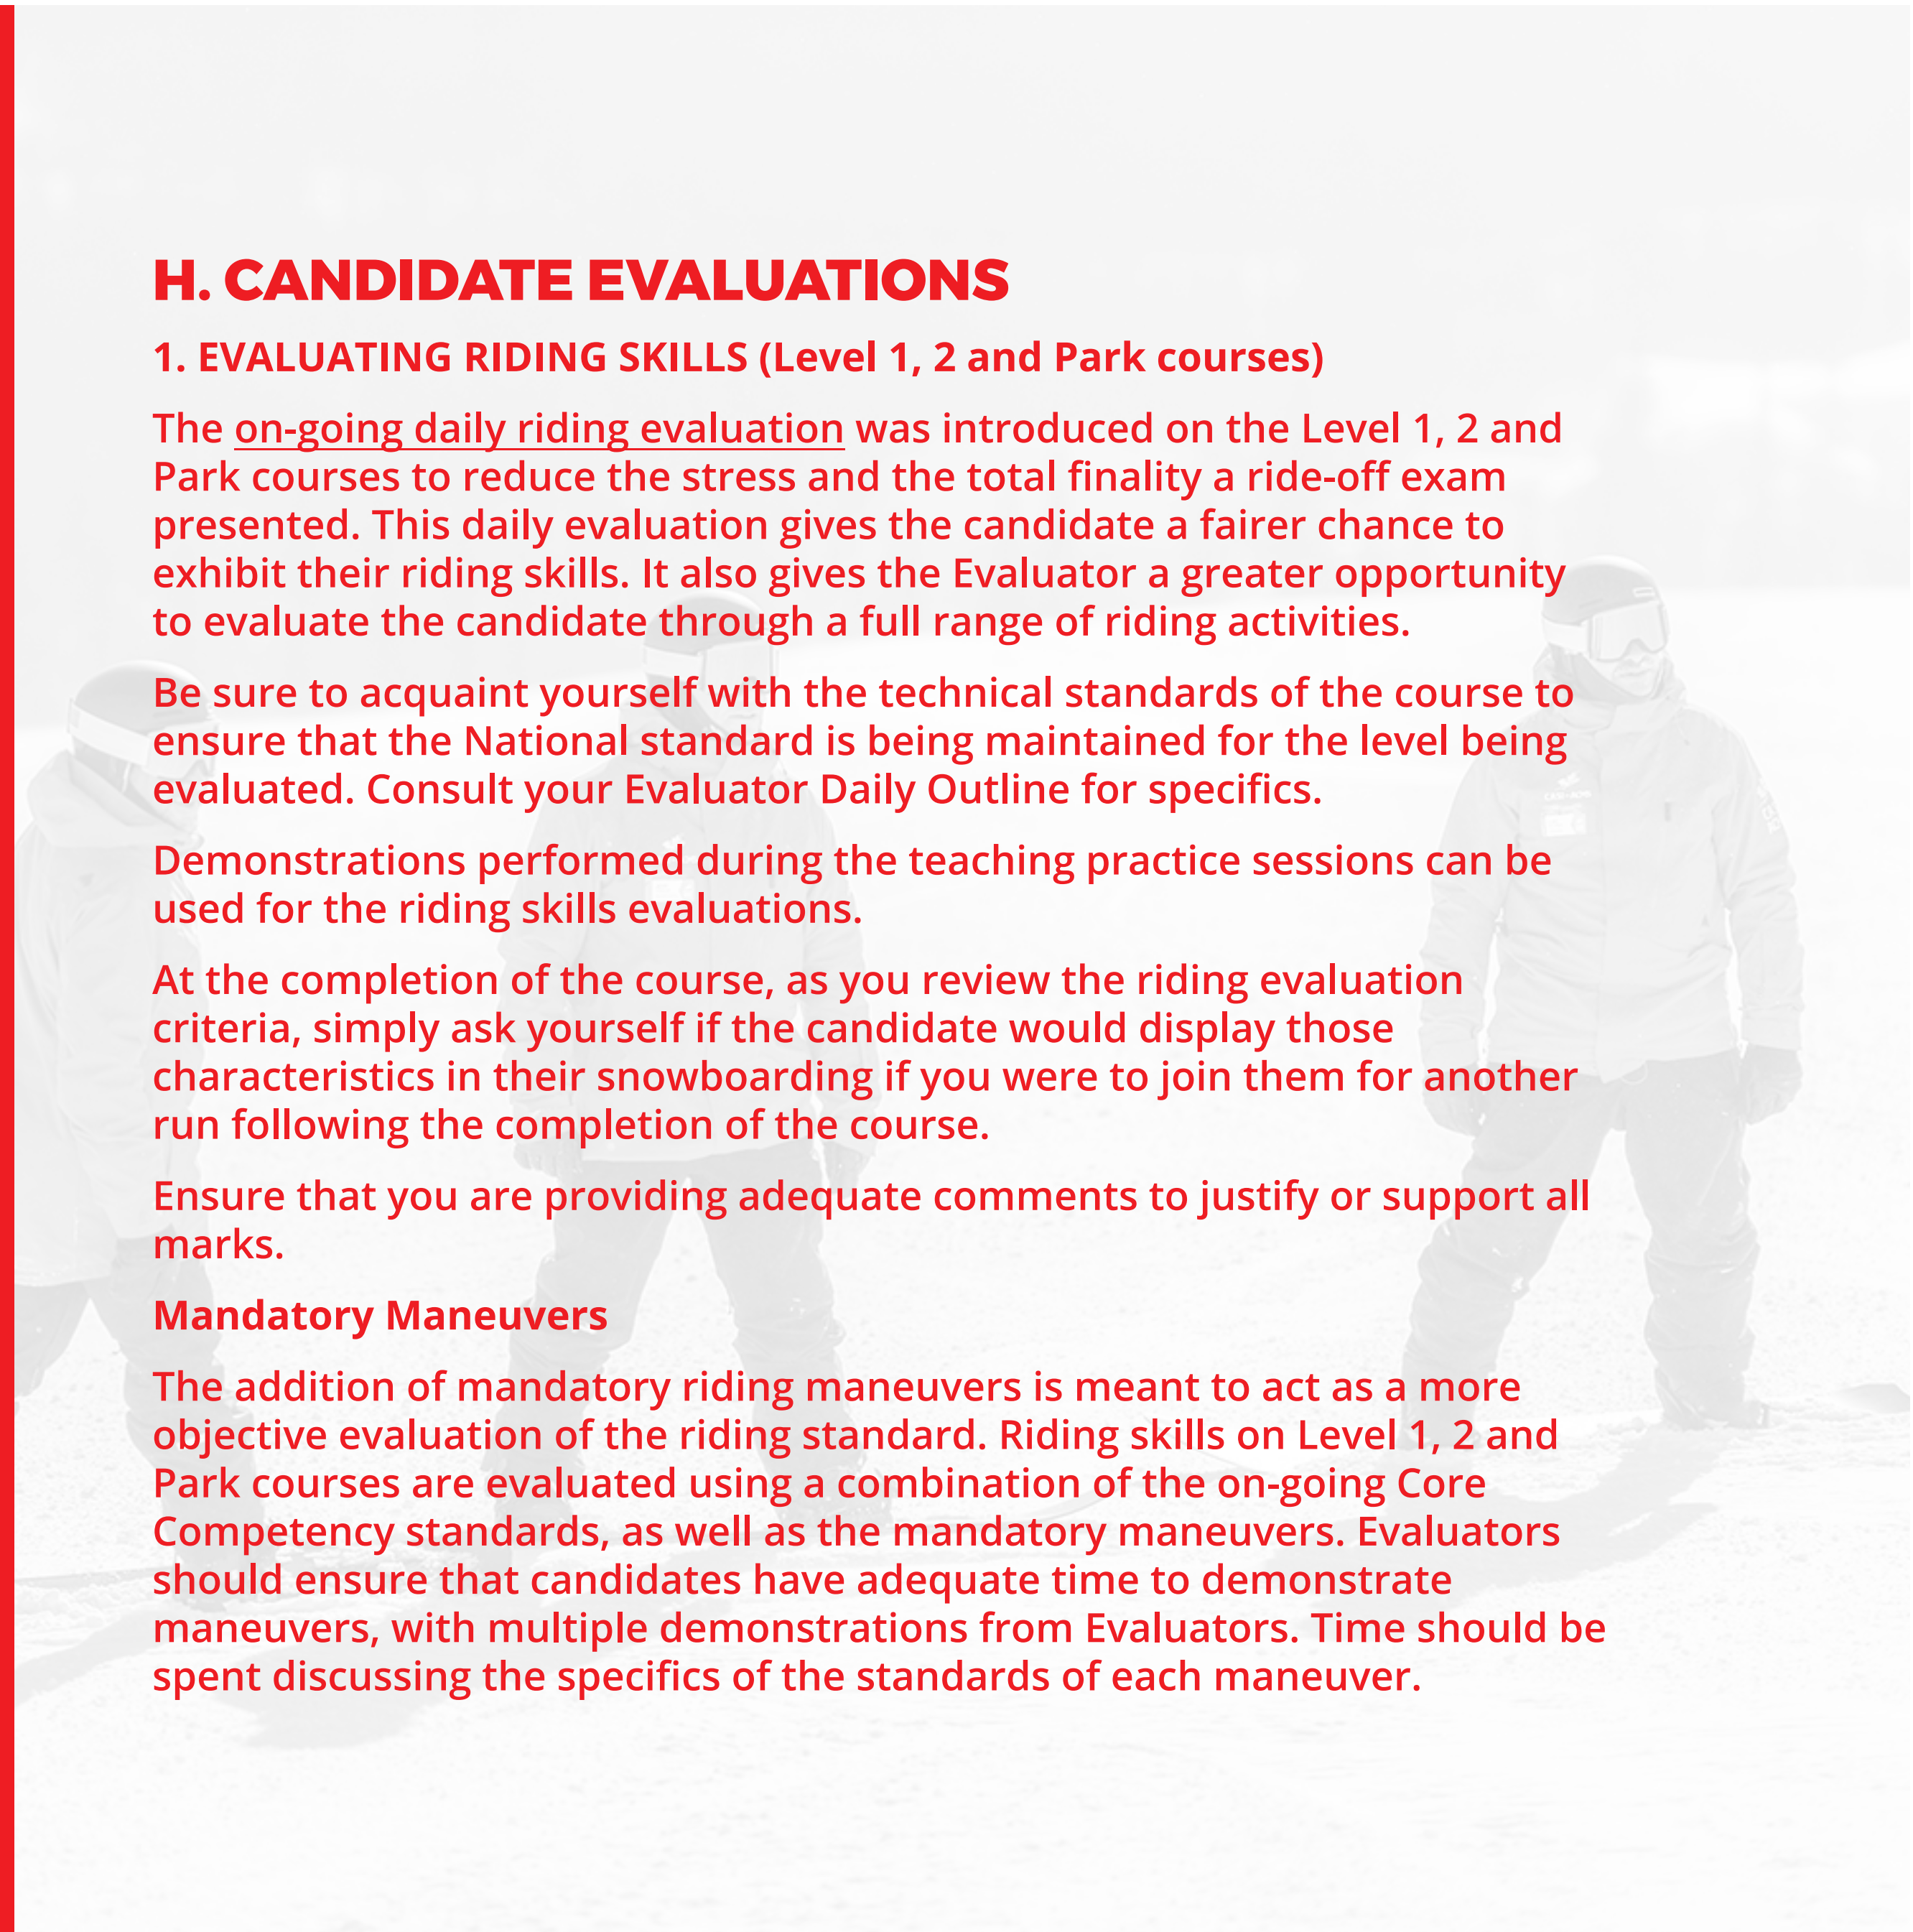 H. CANDIDATE EVALUATIONS
1. EVALUATING RIDING SKILLS (Level 1, 2 and Park courses)
The on-going daily riding evaluation was introduced on the Level 1, 2 and
Park courses to reduce the stress and the total finality a ride-off exam
presented. This daily evaluation gives the candidate a fairer chance to
exhibit their riding skills. It also gives the Evaluator a greater opportunity
to evaluate the candidate through a full range of riding activities.
Be sure to acquaint yourself with the technical standards of the course to
ensure that the National standard is being maintained for the level being
evaluated. Consult your Evaluator Daily Outline for specifics.
Demonstrations performed during the teaching practice sessions can be
used for the riding skills evaluations.
At the completion of the course, as you review the riding evaluation
criteria, simply ask yourself if the candidate would display those
characteristics in their snowboarding if you were to join them for another
run following the completion of the course.
Ensure that you are providing adequate comments to justify or support all
marks.
Mandatory Maneuvers
The addition of mandatory riding maneuvers is meant to act as a more
objective evaluation of the riding standard. Riding skills on Level 1, 2 and
Park courses are evaluated using a combination of the on-going Core
Competency standards, as well as the mandatory maneuvers. Evaluators
should ensure that candidates have adequate time to demonstrate
maneuvers, with multiple demonstrations from Evaluators. Time should be
spent discussing the specifics of the standards of each maneuver.